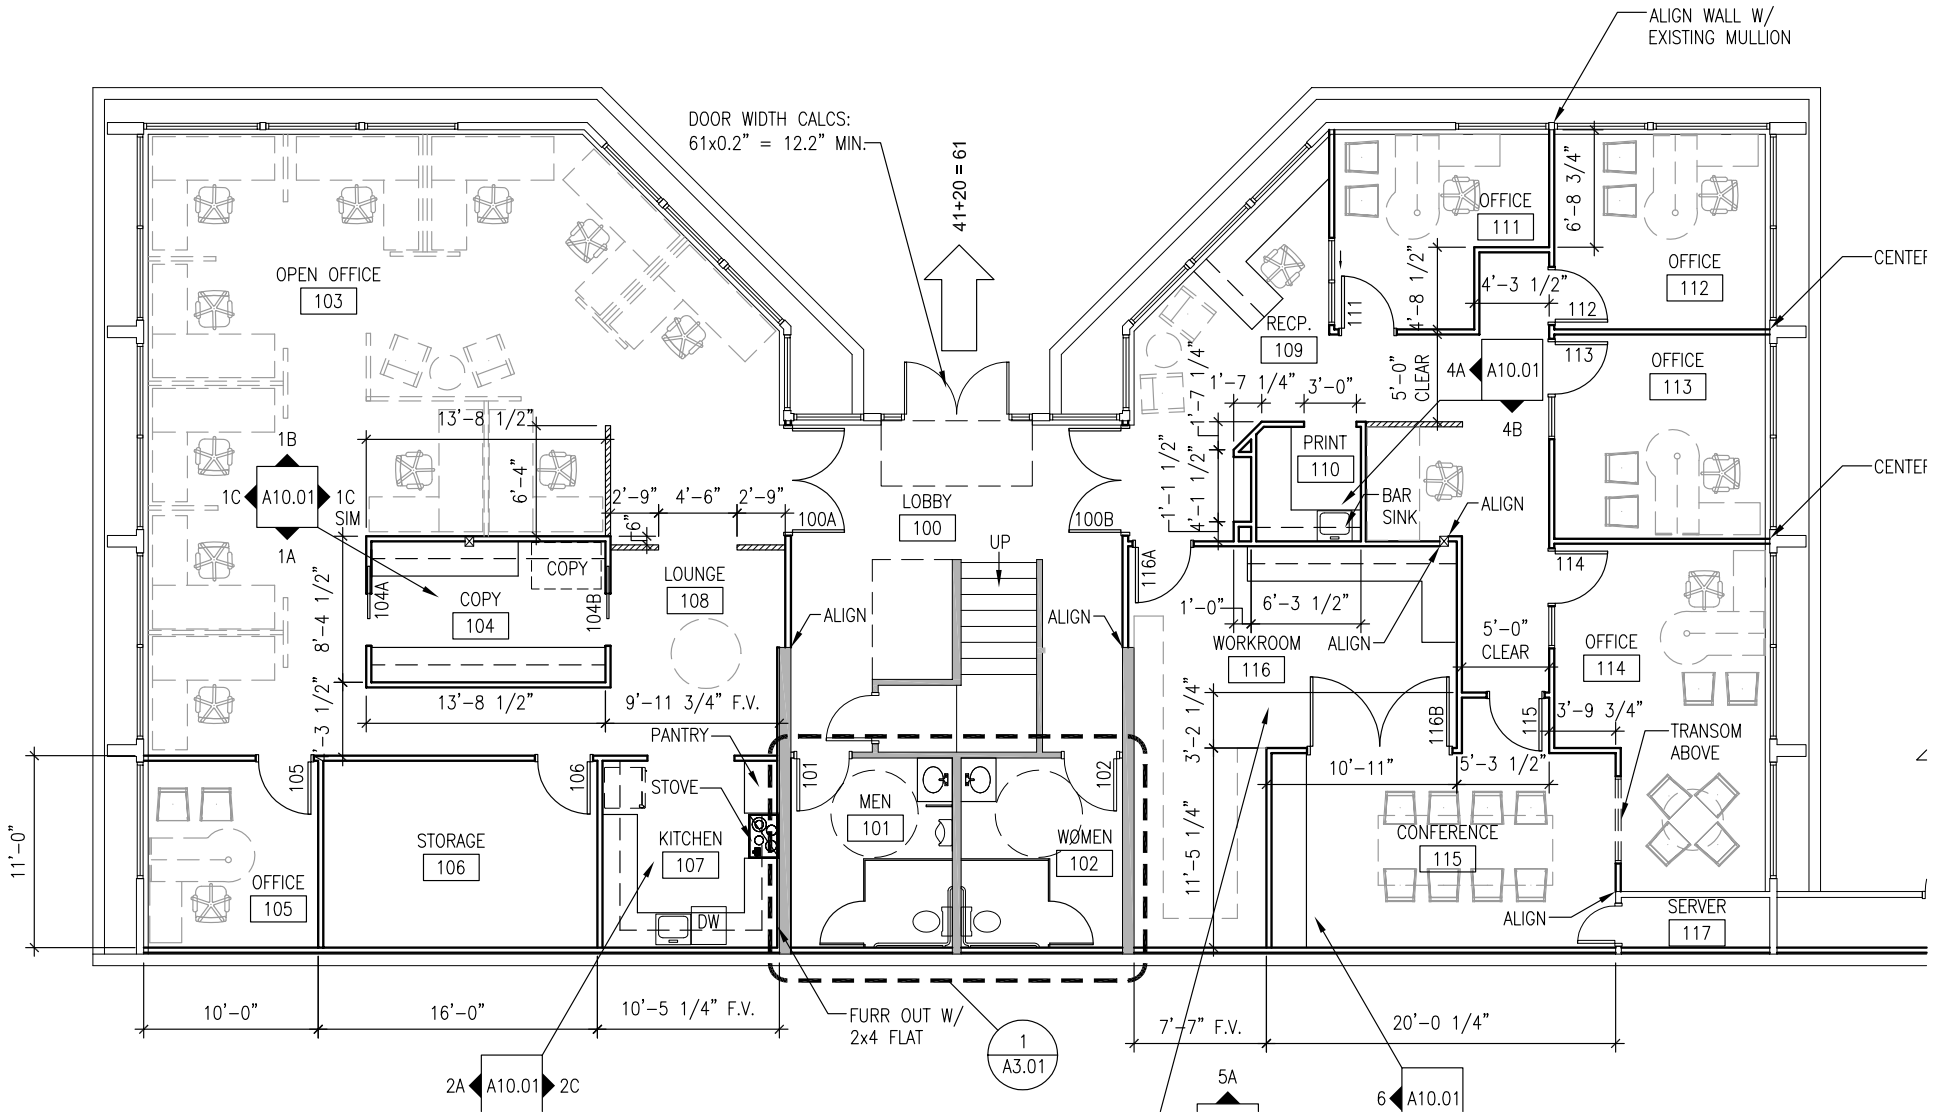 ALIGN WALL W/
EXISTING MULLION
DOOR WIDTH CALCS:
61x0.2" = 12.2" MIN.
41+20 = 61
OPEN OFFICE
103
OFFICE
111
6'-8 3/4"
OFFICE
112
CENTER
4'-8 1/2"
4'-3 1/2"
111
112
RECP.
109
113
OFFICE
113
1'-7 1/4"
1'-7 1/4"
3'-0"
5'-0"
CLEAR
4A
A10.01
4B
13'-8 1/2"
6'-4"
1B
1C
A10.01
1C
SIM
1A
2'-9"
4'-6"
2'-9"
6"
100A
LOBBY
100
100B
1'-1 1/2"
4'-1 1/2"
PRINT
110
BAR
SINK
ALIGN
CENTER
UP
116A
114
COPY
104A
COPY
104
104B
LOUNGE
108
8'-4 1/2"
ALIGN
ALIGN
1'-0"
6'-3 1/2"
WORKROOM
116
ALIGN
5'-0"
CLEAR
OFFICE
114
13'-8 1/2"
9'-11 3/4" F.V.
PANTRY
STOVE
3'-2 1/4"
116B
115
3'-9 3/4"
TRANSOM
ABOVE
105
106
101
102
10'-11"
5'-3 1/2"
11'-0"
STORAGE
106
KITCHEN
107
MEN
101
WOMEN
102
11'-5 1/4"
CONFERENCE
115
OFFICE
105
DW
ALIGN
SERVER
117
10'-0"
16'-0"
10'-5 1/4" F.V.
FURR OUT W/
2x4 FLAT
1
A3.01
7'-7" F.V.
20'-0 1/4"
2A
A10.01
2C
5A
6
A10.01